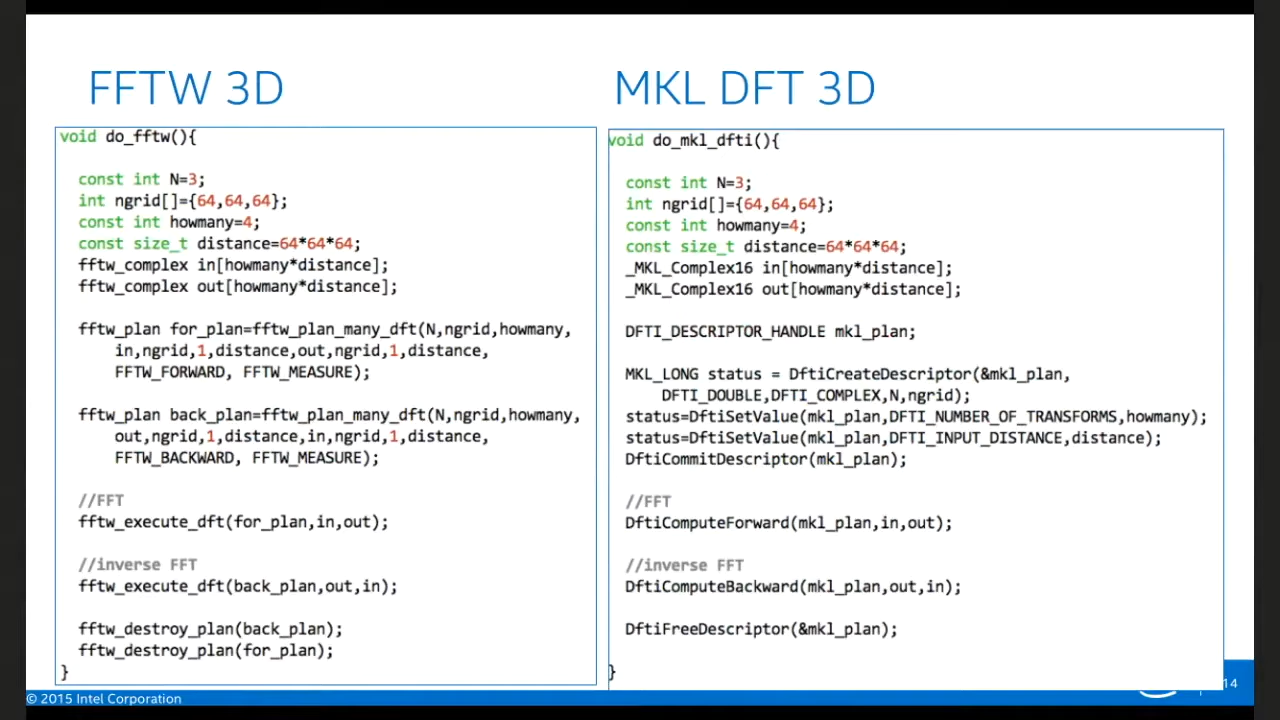 FFTW 3D
void do_fftw(){
const int N=3;
int ngrid[]={64,64,64};
const int howmany=4;
const size_t distance=64*64*64;
fftw_complex in[howmany*distance];
fftw_complex out[howmany*distance];
fftw_plan for_plan=fftw_plan_many_dft(N,ngrid,howmany,
in,ngrid,1,distance,out,ngrid,1,distance,
FFTW_FORWARD, FFTW_MEASURE);
fftw_plan back_plan=fftw_plan_many_dft(N,ngrid,howmany,
out,ngrid,1,distance,in,ngrid,1,distance,
FFTW_BACKWARD, FFTW_MEASURE);
//FFT
fftw_execute_dft(for_plan,in,out);
//inverse FFT
fftw_execute_dft(back_plan,out,in);
fftw_destroy_plan(back_plan);
fftw_destroy_plan(for_plan);
}
MKL DFT 3D
void do_mkl_dfti(){
const int N=3;
int ngrid[]={64,64,64};
const int howmany=4;
const size_t distance=64*64*64;
_MKL_Complex16 in[howmany*distance];
_MKL_Complex16 out[howmany*distance];
DFTI_DESCRIPTOR_HANDLE mkl_plan;
MKL_LONG status = DftiCreateDescriptor(&mkl_plan,
DFTI_DOUBLE,DFTI_COMPLEX,N,ngrid);
status=DftiSetValue(mkl_plan,DFTI_NUMBER_OF_TRANSFORMS,howmany);
status=DftiSetValue(mkl_plan,DFTI_INPUT_DISTANCE,distance);
DftiCommitDescriptor(mkl_plan);
//FFT
DftiComputeForward(mkl_plan,in,out);
//inverse FFT
DftiComputeBackward(mkl_plan,out,in);
DftiFreeDescriptor(&mkl_plan);
}
© 2015 Intel Corporation
14